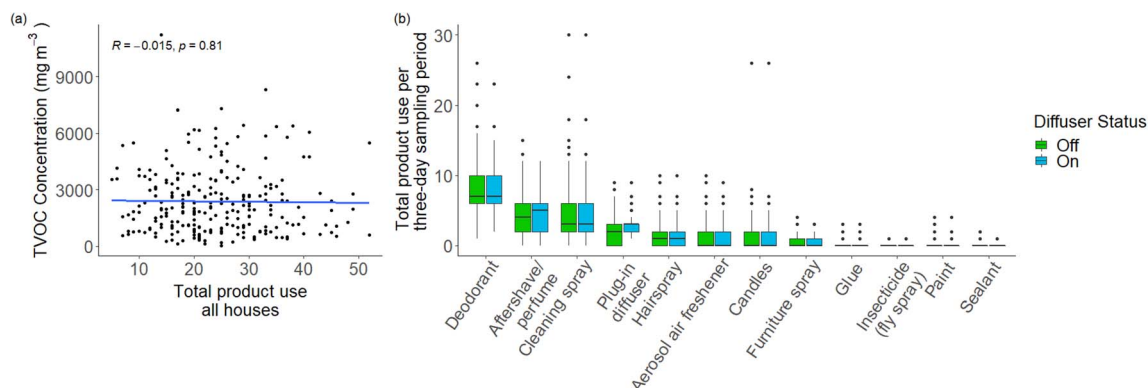 (a)
R = −0.015, p = 0.81
TVOC Concentration (mg m⁻³)
9000
6000
3000
0
10
20
30
40
50
Total product use
all houses
(b)
Total product use per
three-day sampling period
30
20
10
0
Deodorant
Aftershave/
perfume
Cleaning spray
Plug-in
diffuser
Hairspray
Aerosol air freshener
Candles
Furniture spray
Glue
Insecticide
(fly spray)
Paint
Sealant
Diffuser Status
Off
On